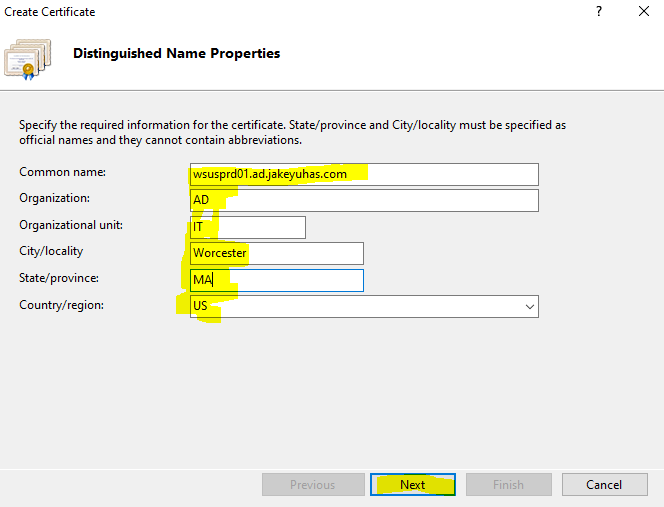 Create Certificate ?
Distinguished Name Properties
Specify the required information for the certificate. State/province and City/locality must be specified as
official names and they cannot contain abbreviations.
Common name: wsusprd01.ad.jakeyuhas.com
Organization: AD
Organizational unit: IT
City/locality Worcester
State/province: MA
Country/region: US
Previous Next Finish Cancel